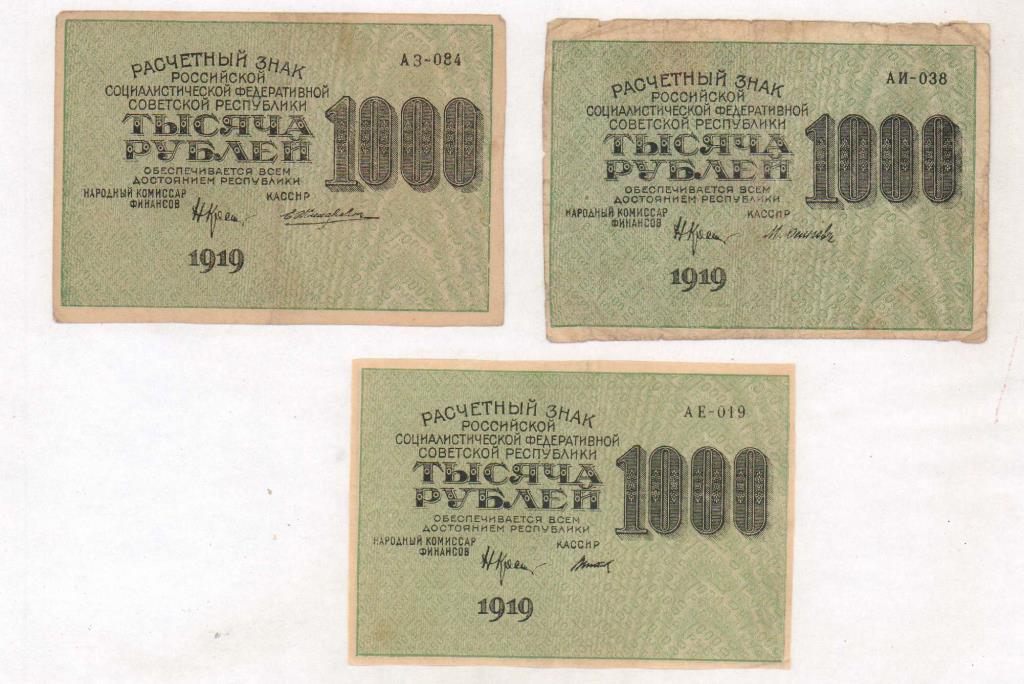 АЗ-084
РАСЧЕТНЫЙ ЗНАК
РОССИЙСКОЙ
СОЦИАЛИСТИЧЕСКОЙ ФЕДЕРАТИВНОЙ
СОВЕТСКОЙ РЕСПУБЛИКИ
ТЫСЯЧА
РУБЛЕЙ
1000
ОБЕСПЕЧИВАЕТСЯ ВСЕМ
ДОСТОЯНИЕМ РЕСПУБЛИКИ
НАРОДНЫЙ КОМИССАР
ФИНАНСОВ
КАССИР
1919
АИ-038
РАСЧЕТНЫЙ ЗНАК
РОССИЙСКОЙ
СОЦИАЛИСТИЧЕСКОЙ ФЕДЕРАТИВНОЙ
СОВЕТСКОЙ РЕСПУБЛИКИ
ТЫСЯЧА
РУБЛЕЙ
1000
ОБЕСПЕЧИВАЕТСЯ ВСЕМ
ДОСТОЯНИЕМ РЕСПУБЛИКИ
НАРОДНЫЙ КОМИССАР
ФИНАНСОВ
КАССИР
1919
АЕ-019
РАСЧЕТНЫЙ ЗНАК
РОССИЙСКОЙ
СОЦИАЛИСТИЧЕСКОЙ ФЕДЕРАТИВНОЙ
СОВЕТСКОЙ РЕСПУБЛИКИ
ТЫСЯЧА
РУБЛЕЙ
1000
ОБЕСПЕЧИВАЕТСЯ ВСЕМ
ДОСТОЯНИЕМ РЕСПУБЛИКИ
НАРОДНЫЙ КОМИССАР
ФИНАНСОВ
КАССИР
1919